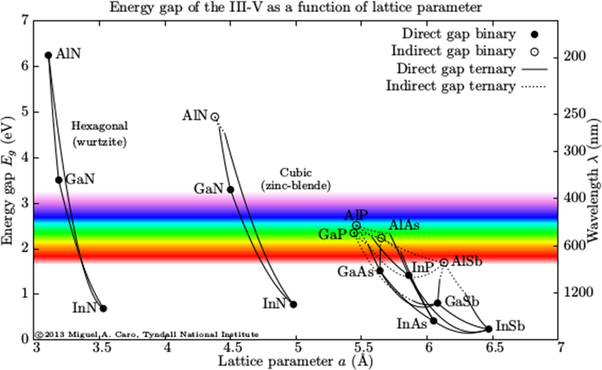 Energy gap of the III-V as a function of lattice parameter
Direct gap binary
Indirect gap binary
Direct gap ternary
Indirect gap ternary
Energy gap Eg (eV)
7
6
5
4
3
2
1
0
Wavelength λ (nm)
200
250
300
400
600
1200
AlN
Hexagonal
(wurtzite)
GaN
InN
AlN
GaN
Cubic
(zinc-blende)
InN
AlP
GaP
AlAs
GaAs
InP
AlSb
GaSb
InAs
InSb
©2013 Miguel A. Caro, Tyndall National Institute
3
3.5
4
4.5
5
5.5
6
6.5
7
Lattice parameter a (Å)